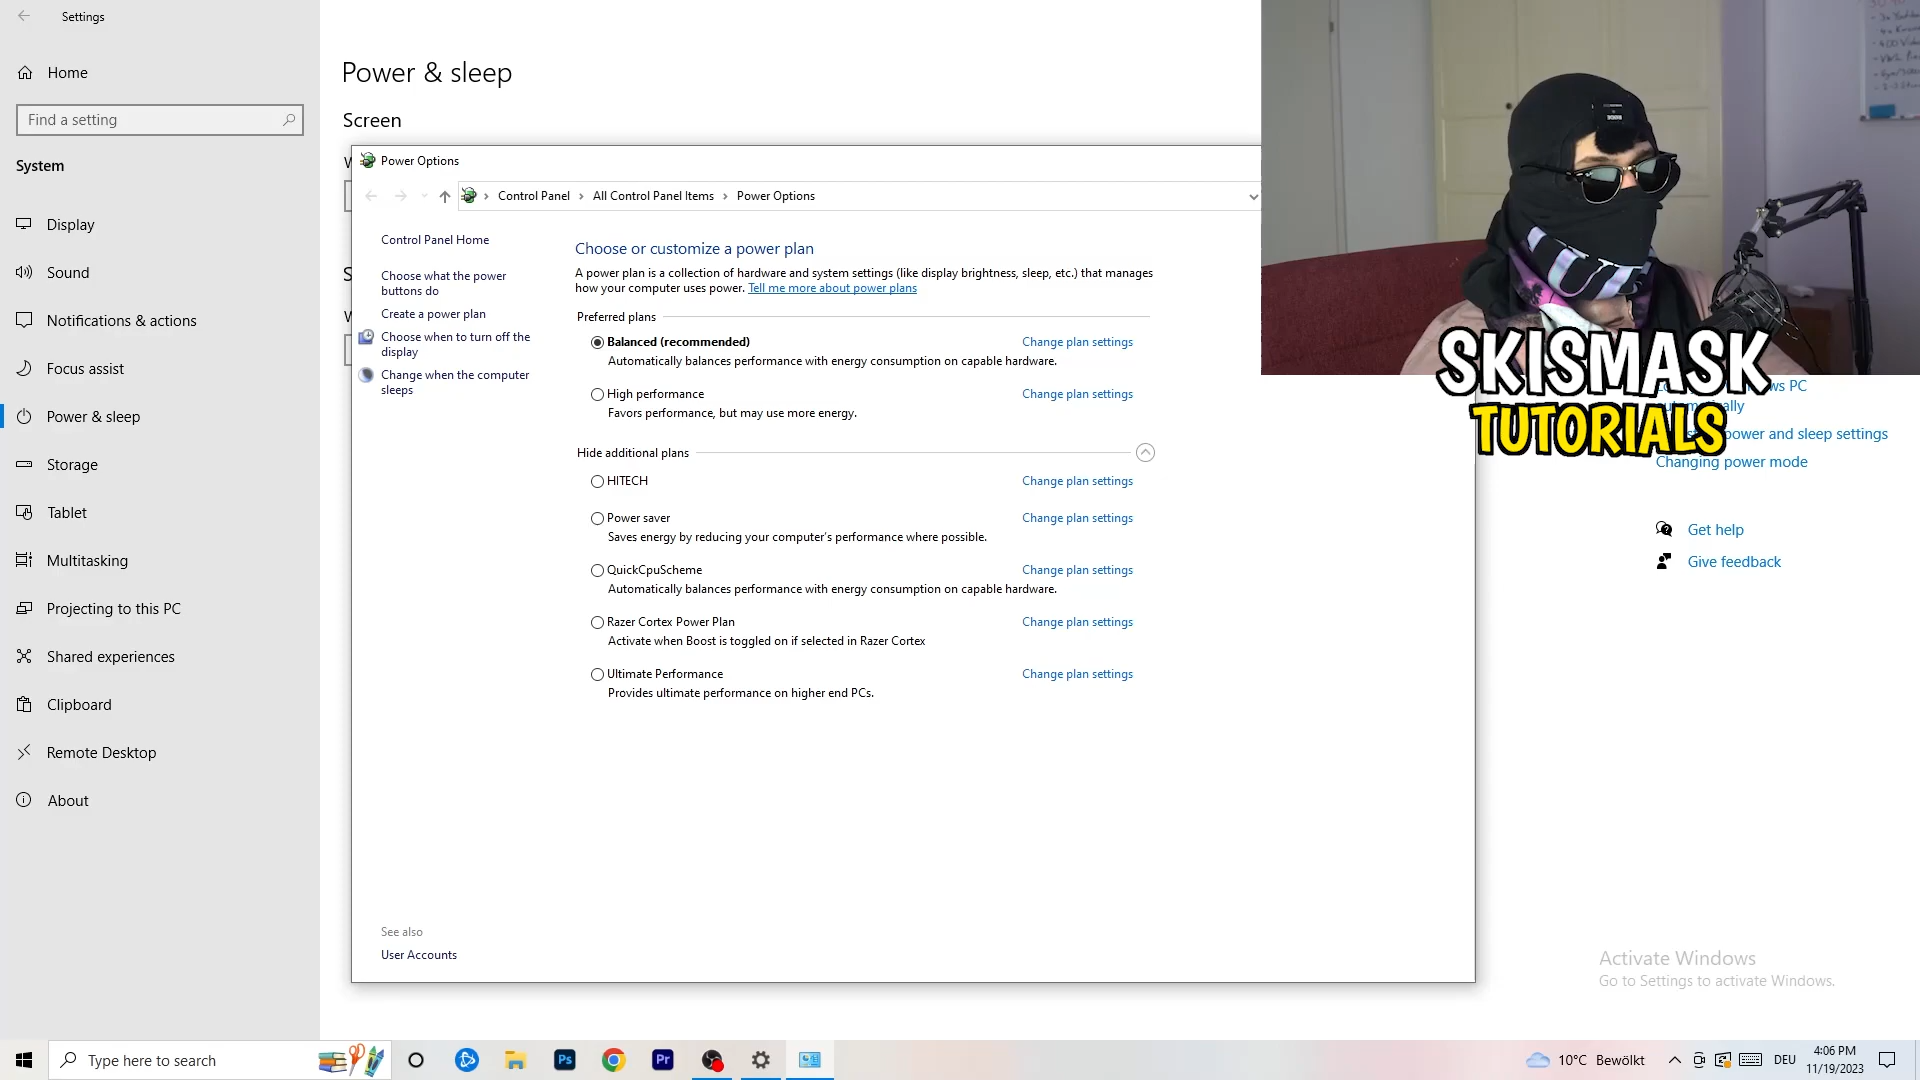 Settings
Home
Find a setting
System
Display
Sound
Notifications & actions
Focus assist
Power & sleep
Storage
Tablet
Multitasking
Projecting to this PC
Shared experiences
Clipboard
Remote Desktop
About
Power & sleep
Screen
Power Options
Control Panel
All Control Panel Items
Power Options
Control Panel Home
Choose what the power
buttons do
Create a power plan
Choose when to turn off the
display
Change when the computer
sleeps
See also
User Accounts
Choose or customize a power plan
A power plan is a collection of hardware and system settings (like display brightness, sleep, etc.) that manages
how your computer uses power. Tell me more about power plans
Preferred plans
Balanced (recommended) Change plan settings
Automatically balances performance with energy consumption on capable hardware.
High performance Change plan settings
Favors performance, but may use more energy.
Hide additional plans
HITECH Change plan settings
Power saver Change plan settings
Saves energy by reducing your computer's performance where possible.
QuickCpuScheme Change plan settings
Automatically balances performance with energy consumption on capable hardware.
Razer Cortex Power Plan Change plan settings
Activate when Boost is toggled on if selected in Razer Cortex
Ultimate Performance Change plan settings
Provides ultimate performance on higher end PCs.
SKISMASK
TUTORIALS
PC
power and sleep settings
Changing power mode
Get help
Give feedback
Activate Windows
Go to Settings to activate Windows.
Type here to search
Ps
Pr
10°C Bewölkt
DEU
4:06 PM
11/19/2023